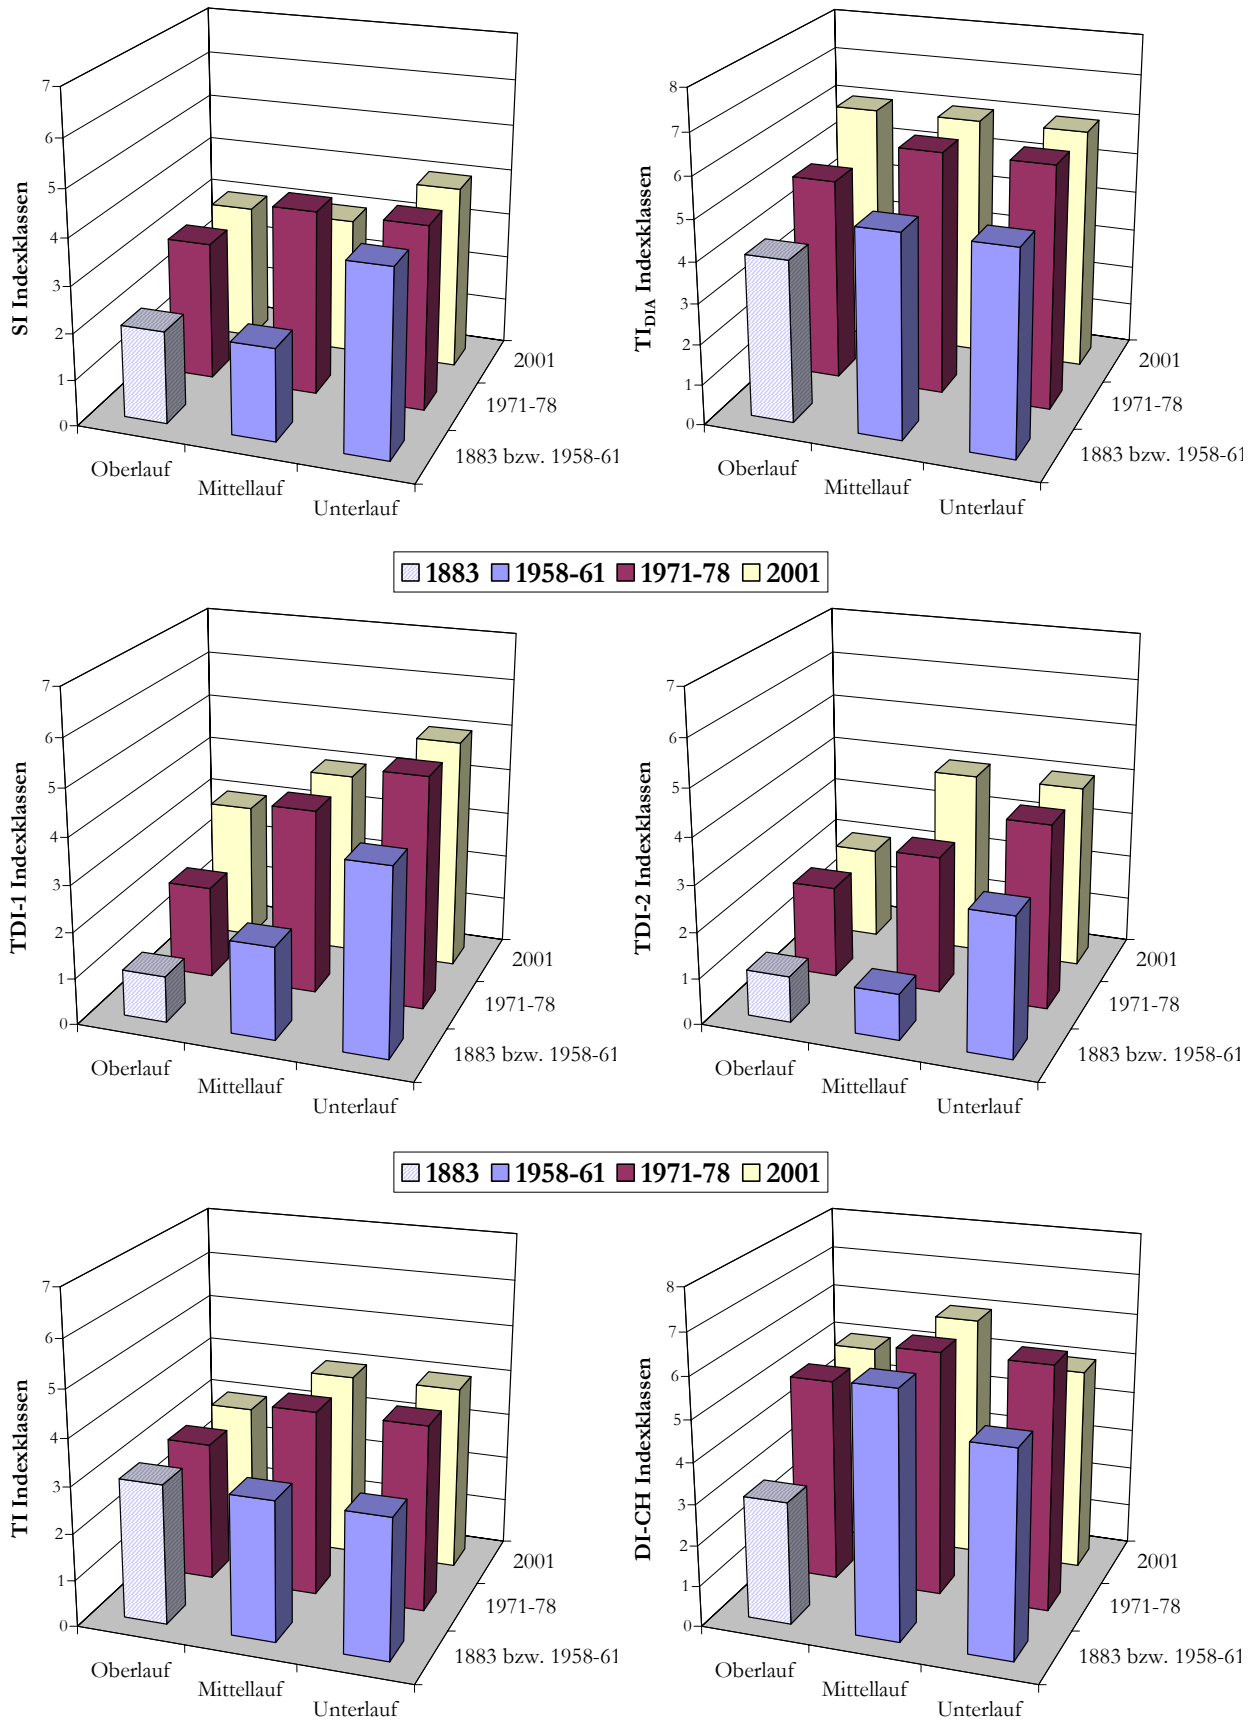 SI Indexklassen
7
6
5
4
3
2
1
0
Oberlauf
Mittellauf
Unterlauf
2001
1971-78
1883 bzw. 1958-61
TI_DIA Indexklassen
8
7
6
5
4
3
2
1
0
Oberlauf
Mittellauf
Unterlauf
2001
1971-78
1883 bzw. 1958-61
1883 1958-61 1971-78 2001
TDI-1 Indexklassen
7
6
5
4
3
2
1
0
Oberlauf
Mittellauf
Unterlauf
2001
1971-78
1883 bzw. 1958-61
TDI-2 Indexklassen
7
6
5
4
3
2
1
0
Oberlauf
Mittellauf
Unterlauf
2001
1971-78
1883 bzw. 1958-61
1883 1958-61 1971-78 2001
TI Indexklassen
7
6
5
4
3
2
1
0
Oberlauf
Mittellauf
Unterlauf
2001
1971-78
1883 bzw. 1958-61
DI-CH Indexklassen
8
7
6
5
4
3
2
1
0
Oberlauf
Mittellauf
Unterlauf
2001
1971-78
1883 bzw. 1958-61